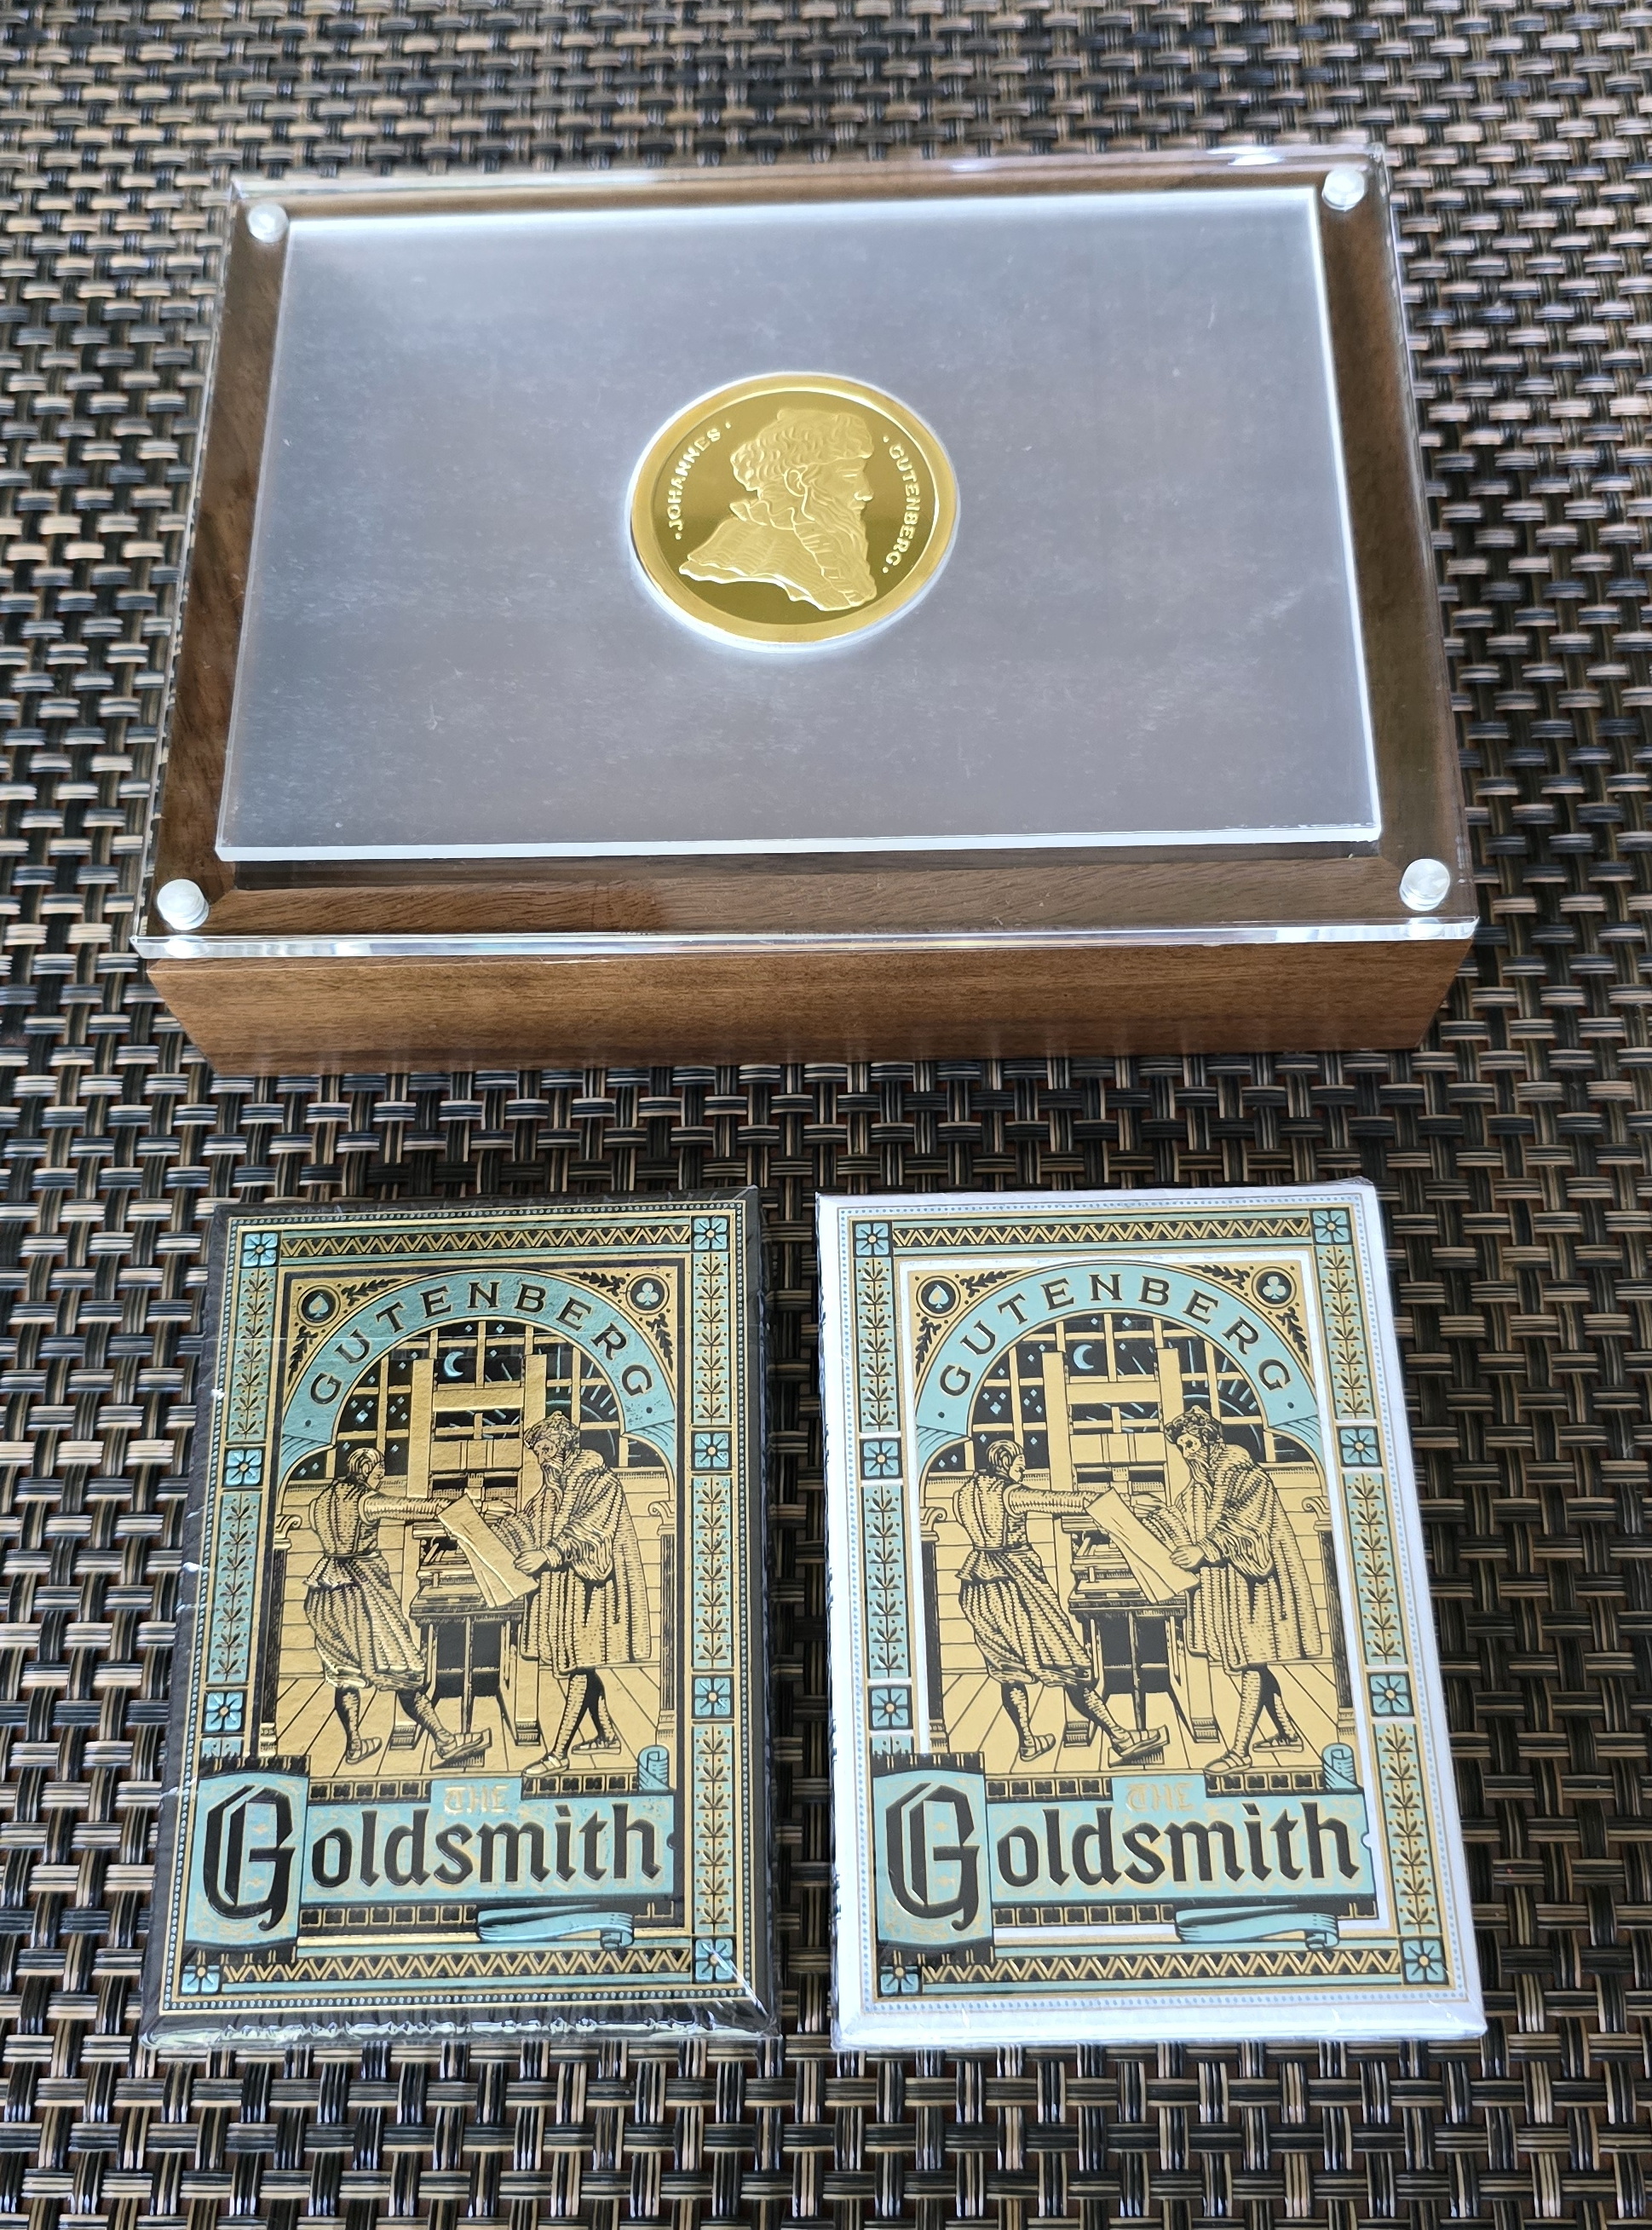 · JOHANNES ·
· GUTENBERG ·
· GUTENBERG ·
THE
Goldsmith
· GUTENBERG ·
THE
Goldsmith